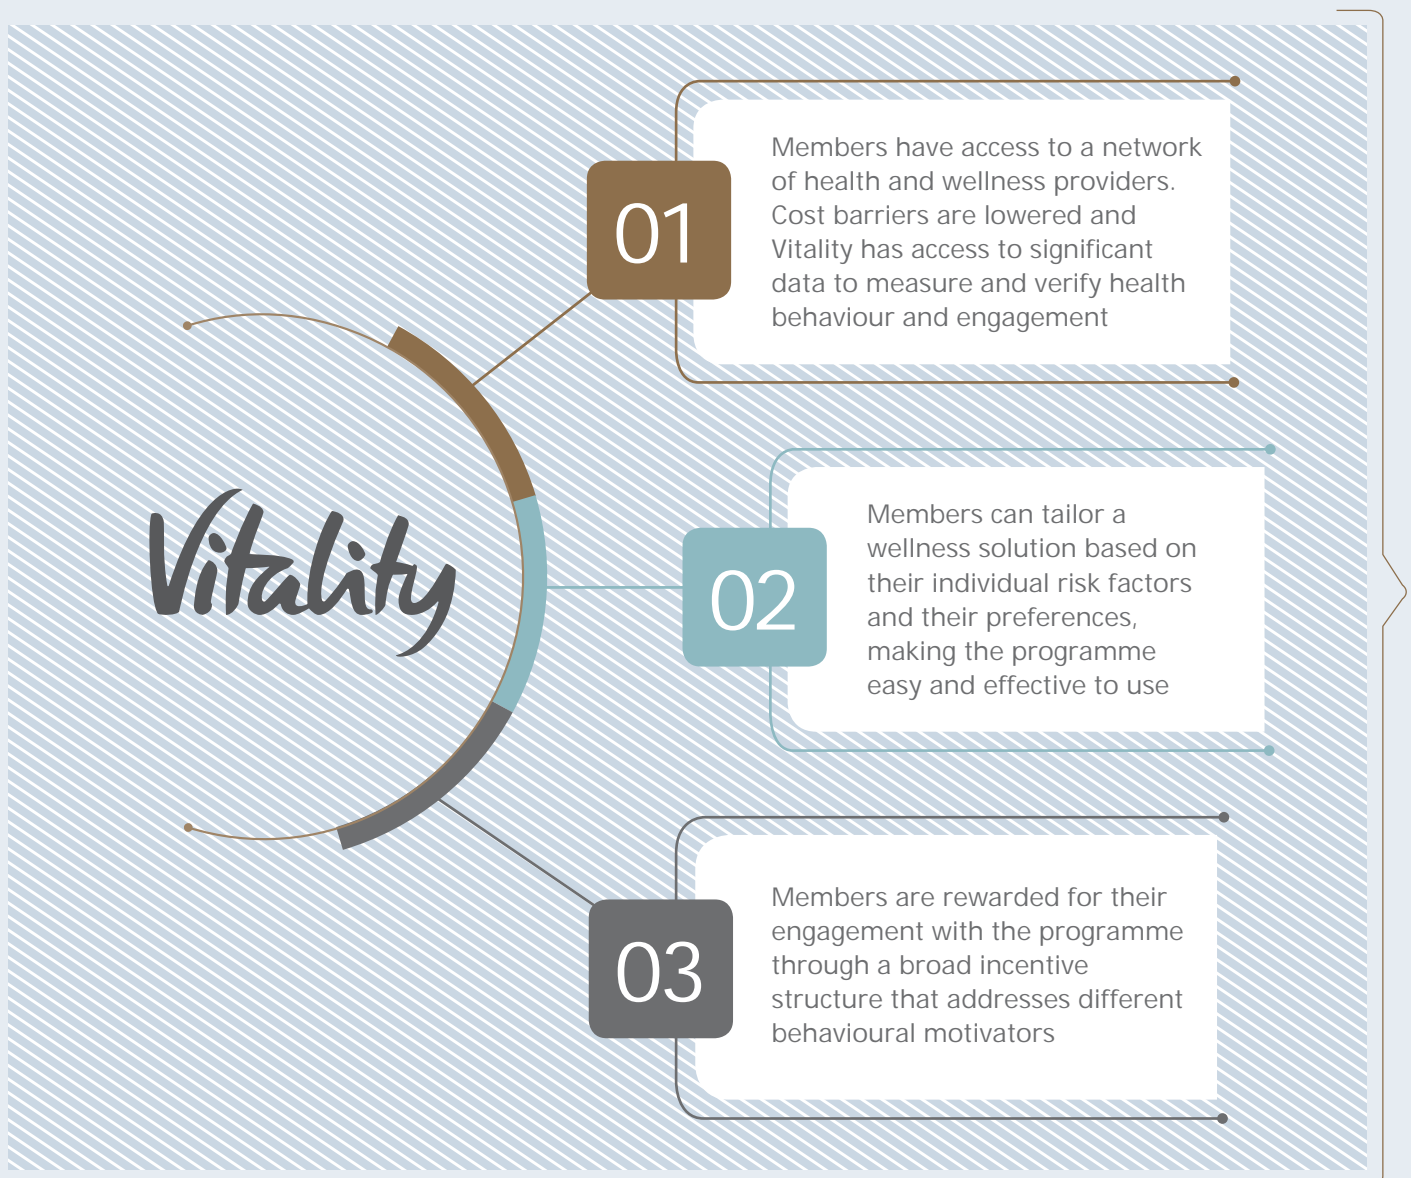 01
Members have access to a network
of health and wellness providers.
Cost barriers are lowered and
Vitality has access to significant
data to measure and verify health
behaviour and engagement
Vitality
02
Members can tailor a
wellness solution based on
their individual risk factors
and their preferences,
making the programme
easy and effective to use
03
Members are rewarded for their
engagement with the programme
through a broad incentive
structure that addresses different
behavioural motivators